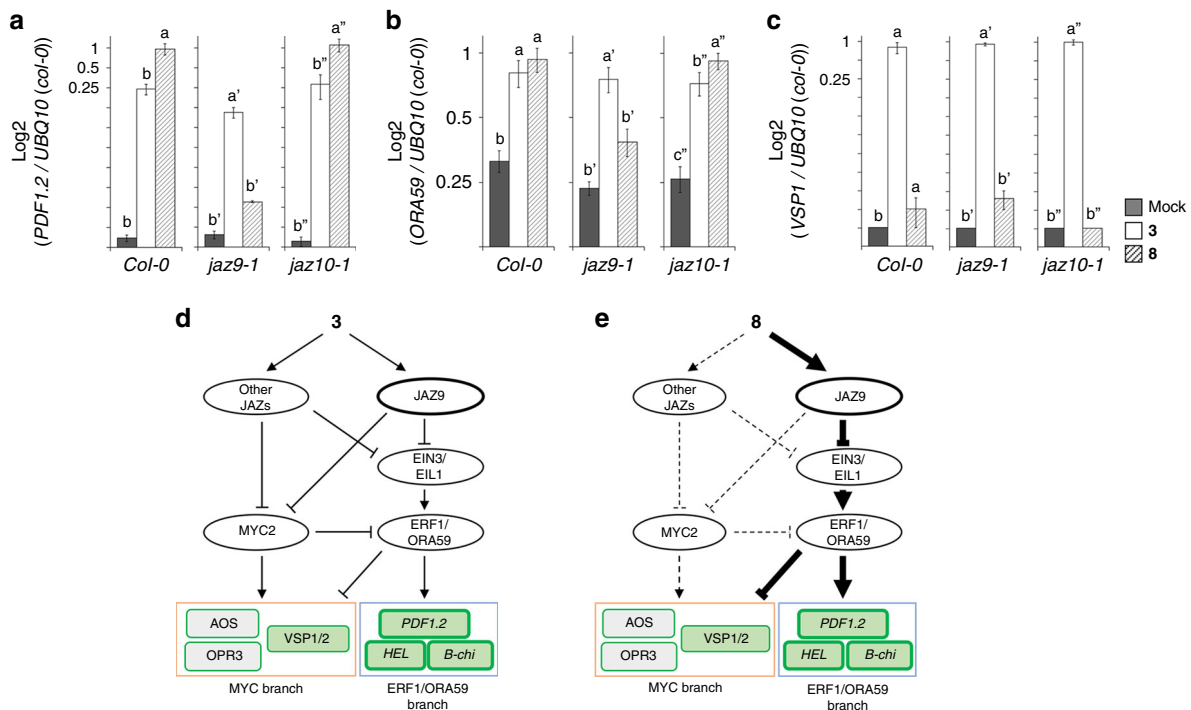 a
Log2
(PDF1.2 / UBQ10 (col-0))
1
0.5
0.25
b
b
a
b'
a'
b'
b"
b"
a"
Col-0
jaz9-1
jaz10-1
b
Log2
(ORA59 / UBQ10 (col-0))
1
0.5
0.25
b
a
a
b'
a'
b'
c"
b"
a"
Col-0
jaz9-1
jaz10-1
c
Log2
(VSP1 / UBQ10 (col-0))
1
0.25
b
a
a
b'
a'
b'
b"
a"
b"
Col-0
jaz9-1
jaz10-1
Mock
3
8
d
3
Other
JAZs
JAZ9
EIN3/
EIL1
MYC2
ERF1/
ORA59
AOS
OPR3
VSP1/2
PDF1.2
HEL
B-chi
MYC branch
ERF1/ORA59
branch
e
8
Other
JAZs
JAZ9
EIN3/
EIL1
MYC2
ERF1/
ORA59
AOS
OPR3
VSP1/2
PDF1.2
HEL
B-chi
MYC branch
ERF1/ORA59
branch